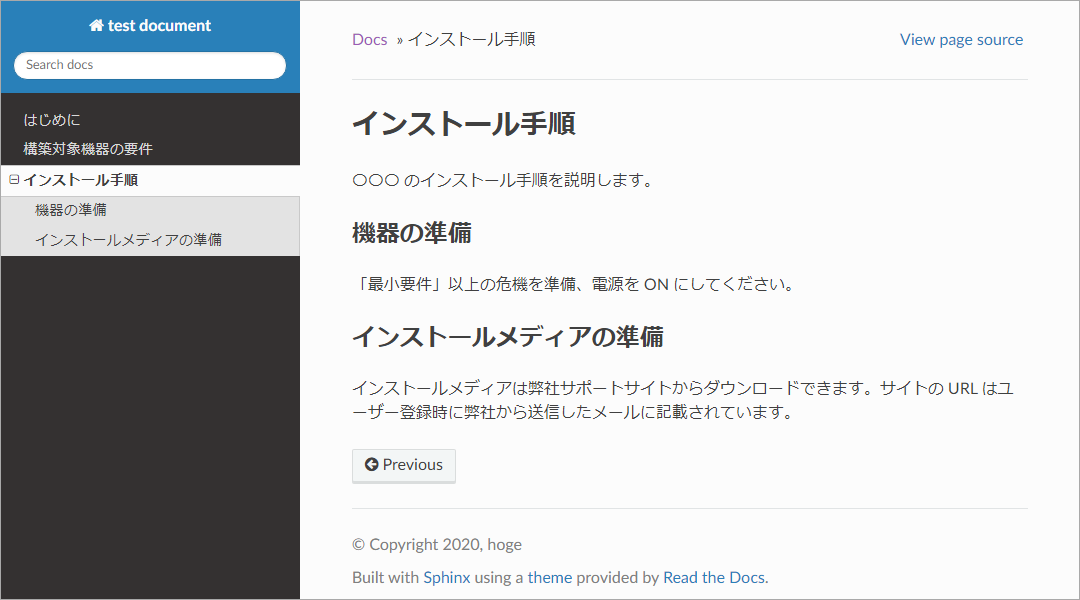 test document
Search docs
はじめに
構築対象機器の要件
インストール手順
機器の準備
インストールメディアの準備
Docs » インストール手順
View page source
インストール手順
〇〇〇 のインストール手順を説明します。
機器の準備
「最小要件」以上の危機を準備、電源を ON にしてください。
インストールメディアの準備
インストールメディアは弊社サポートサイトからダウンロードできます。サイトの URL はユ
ーザー登録時に弊社から送信したメールに記載されています。
Previous
© Copyright 2020, hoge
Built with Sphinx using a theme provided by Read the Docs.